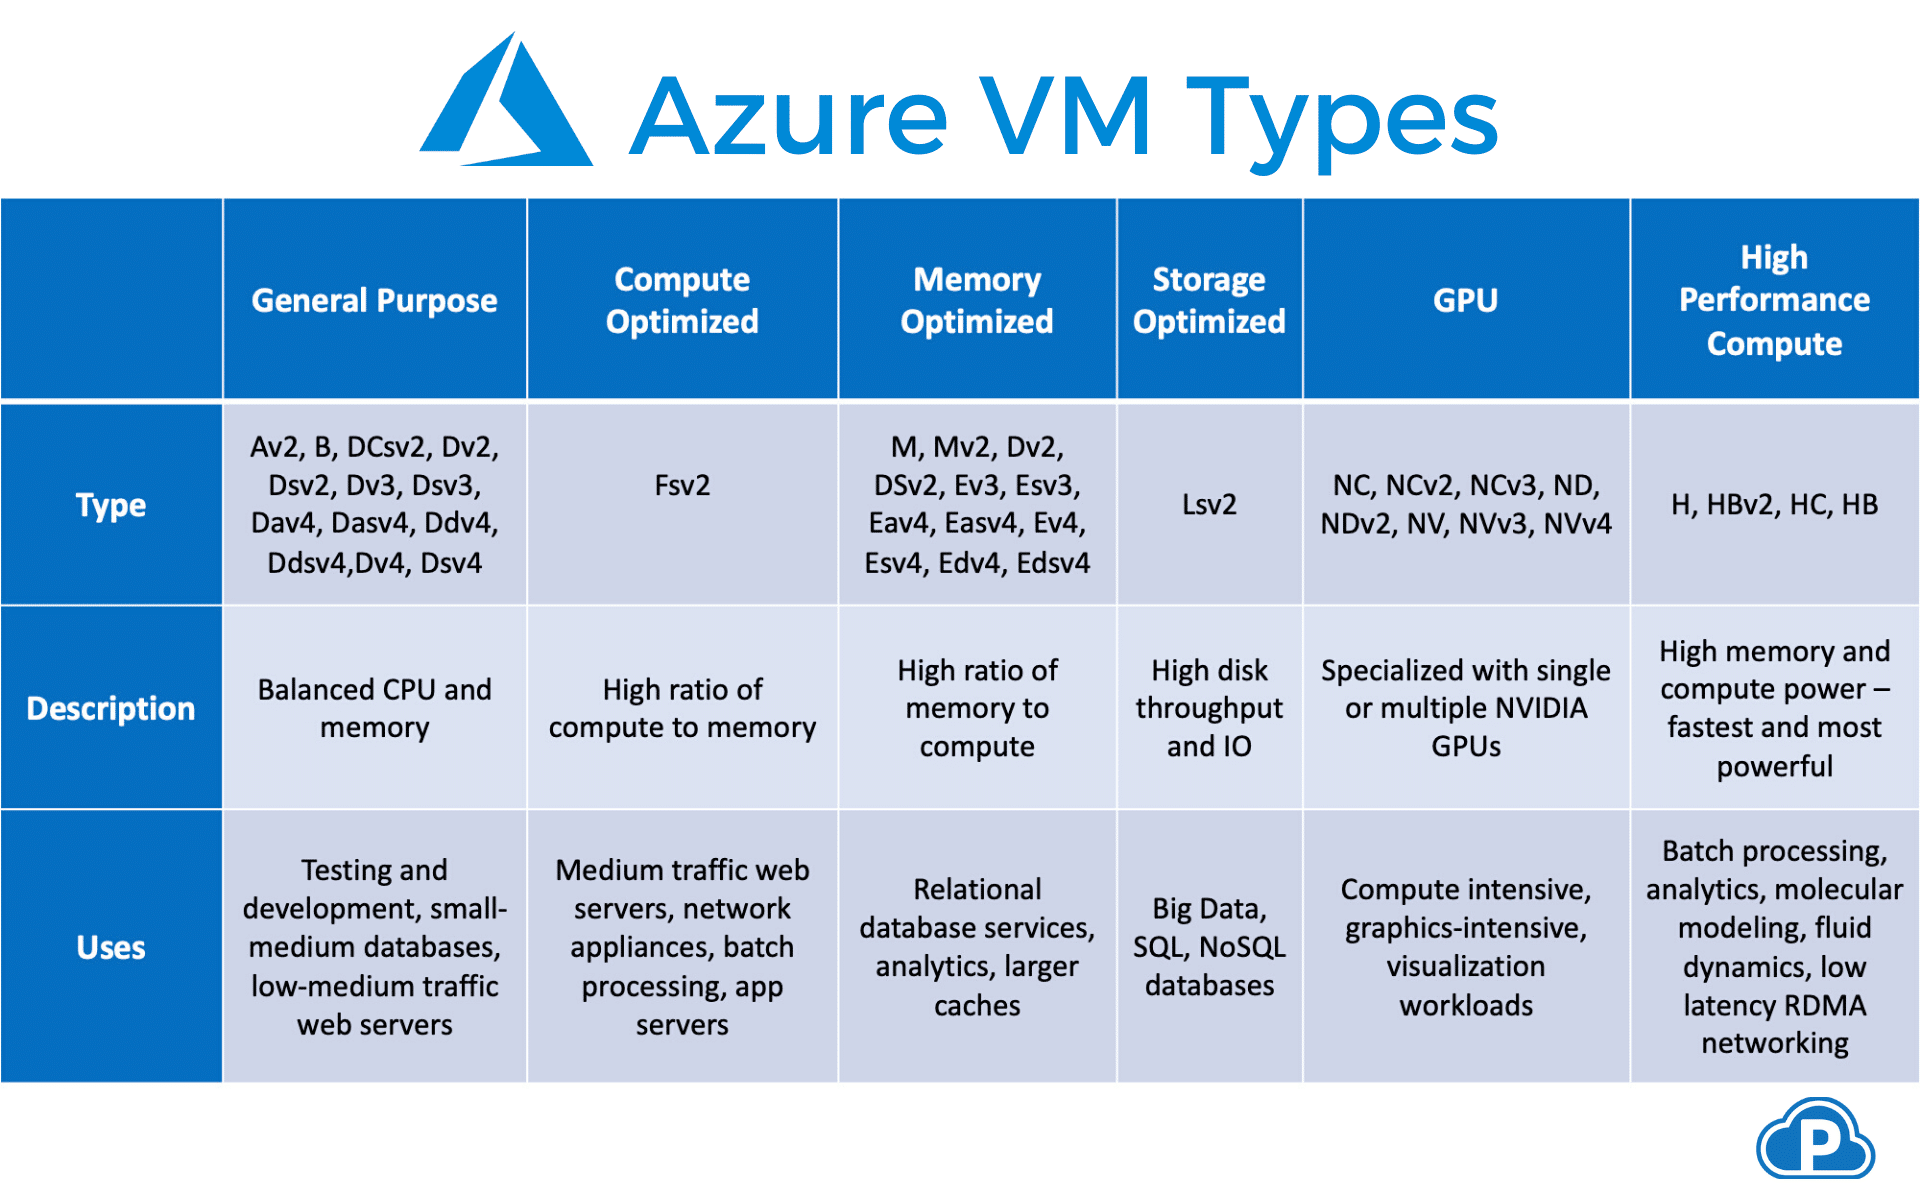 Azure VM Types
General Purpose
Compute
Optimized
Memory
Optimized
Storage
Optimized
GPU
High
Performance
Compute
Type
Av2, B, DCsv2, Dv2,
Dsv2, Dv3, Dsv3,
Dav4, Dasv4, Ddv4,
Ddsv4,Dv4, Dsv4
Fsv2
M, Mv2, Dv2,
DSv2, Ev3, Esv3,
Eav4, Easv4, Ev4,
Esv4, Edv4, Edsv4
Lsv2
NC, NCv2, NCv3, ND,
NDv2, NV, NVv3, NVv4
H, HBv2, HC, HB
Description
Balanced CPU and
memory
High ratio of
compute to memory
High ratio of
memory to
compute
High disk
throughput
and IO
Specialized with single
or multiple NVIDIA
GPUs
High memory and
compute power –
fastest and most
powerful
Uses
Testing and
development, small-
medium databases,
low-medium traffic
web servers
Medium traffic web
servers, network
appliances, batch
processing, app
servers
Relational
database services,
analytics, larger
caches
Big Data,
SQL, NoSQL
databases
Compute intensive,
graphics-intensive,
visualization
workloads
Batch processing,
analytics, molecular
modeling, fluid
dynamics, low
latency RDMA
networking
P